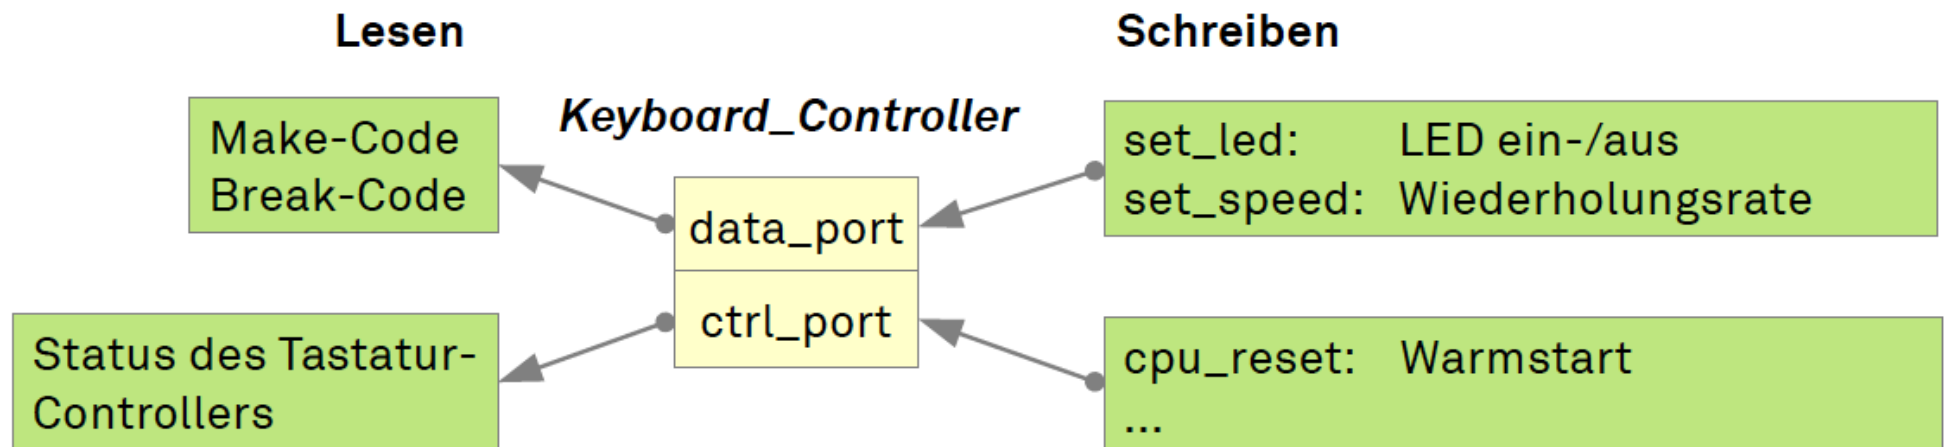 Lesen
Schreiben
Keyboard_Controller
Make-Code
Break-Code
data_port
set_led: LED ein-/aus
set_speed: Wiederholungsrate
Status des Tastatur-
Controllers
ctrl_port
cpu_reset: Warmstart
...